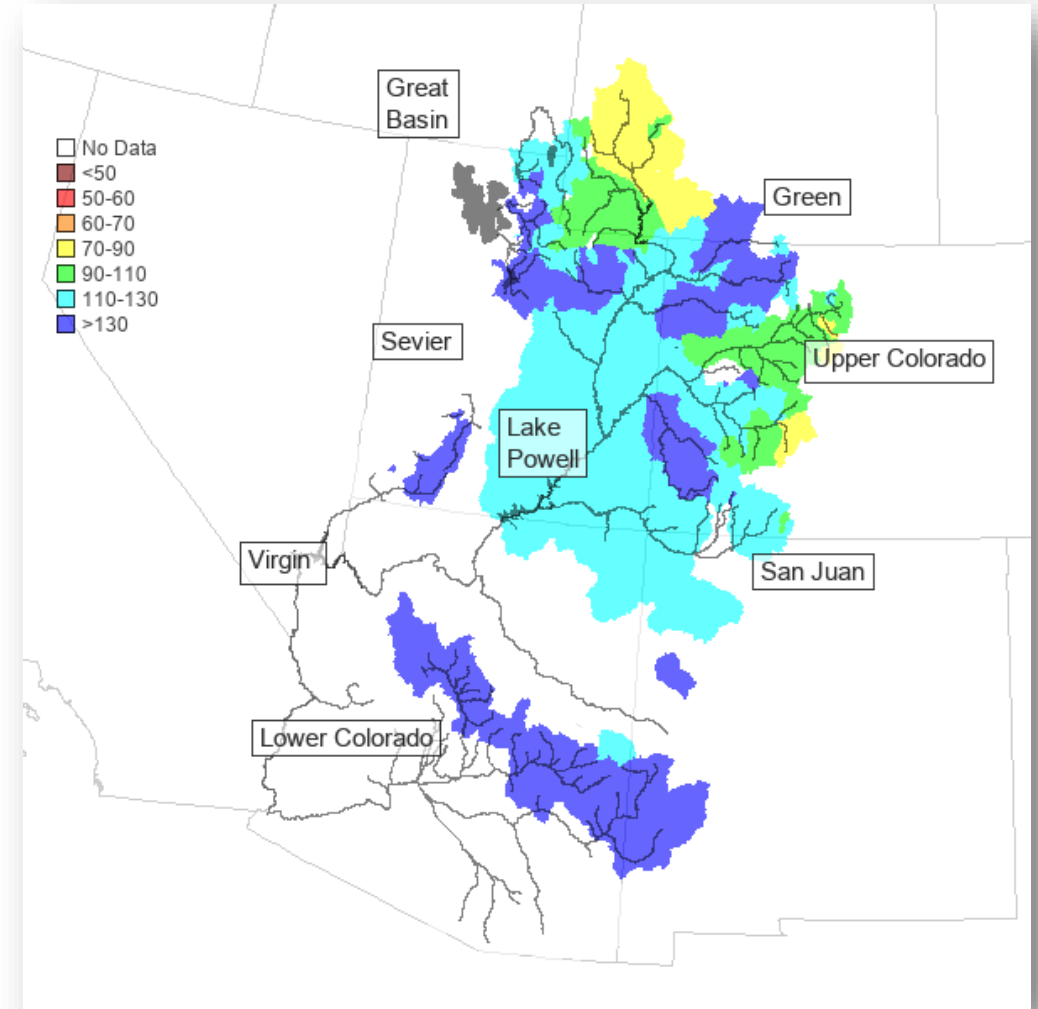 Great
Basin
No Data
<50
50-60
60-70
70-90
90-110
110-130
>130
Green
Sevier
Upper Colorado
Lake
Powell
Virgin
San Juan
Lower Colorado